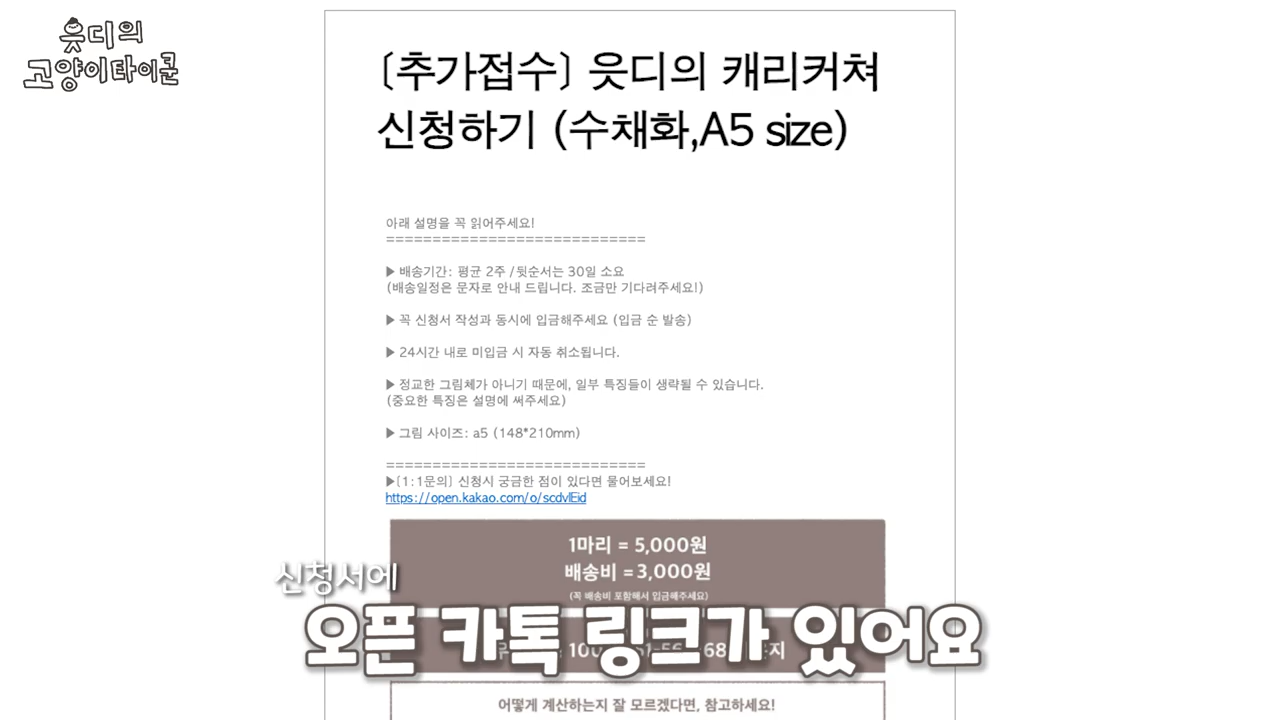 읏디의
고양이타이쿤
[추가접수] 읏디의 캐리커쳐
신청하기 (수채화,A5 size)
아래 설명을 꼭 읽어주세요!
============================
▶ 배송기간: 평균 2주 /뒷순서는 30일 소요
(배송일정은 문자로 안내 드립니다. 조금만 기다려주세요!)
▶ 꼭 신청서 작성과 동시에 입금해주세요 (입금 순 발송)
▶ 24시간 내로 미입금 시 자동 취소됩니다.
▶ 정교한 그림체가 아니기 때문에, 일부 특징들이 생략될 수 있습니다.
(중요한 특징은 설명에 써주세요)
▶ 그림 사이즈: a5 (148*210mm)
============================
▶[1:1문의] 신청시 궁금한 점이 있다면 물어보세요!
https://open.kakao.com/o/scdvlEid
1마리 = 5,000원
배송비 =3,000원
(꼭 배송비 포함해서 입금해주세요)
신청서에
오픈 카톡 링크가 있어요
어떻게 계산하는지 잘 모르겠다면, 참고하세요!